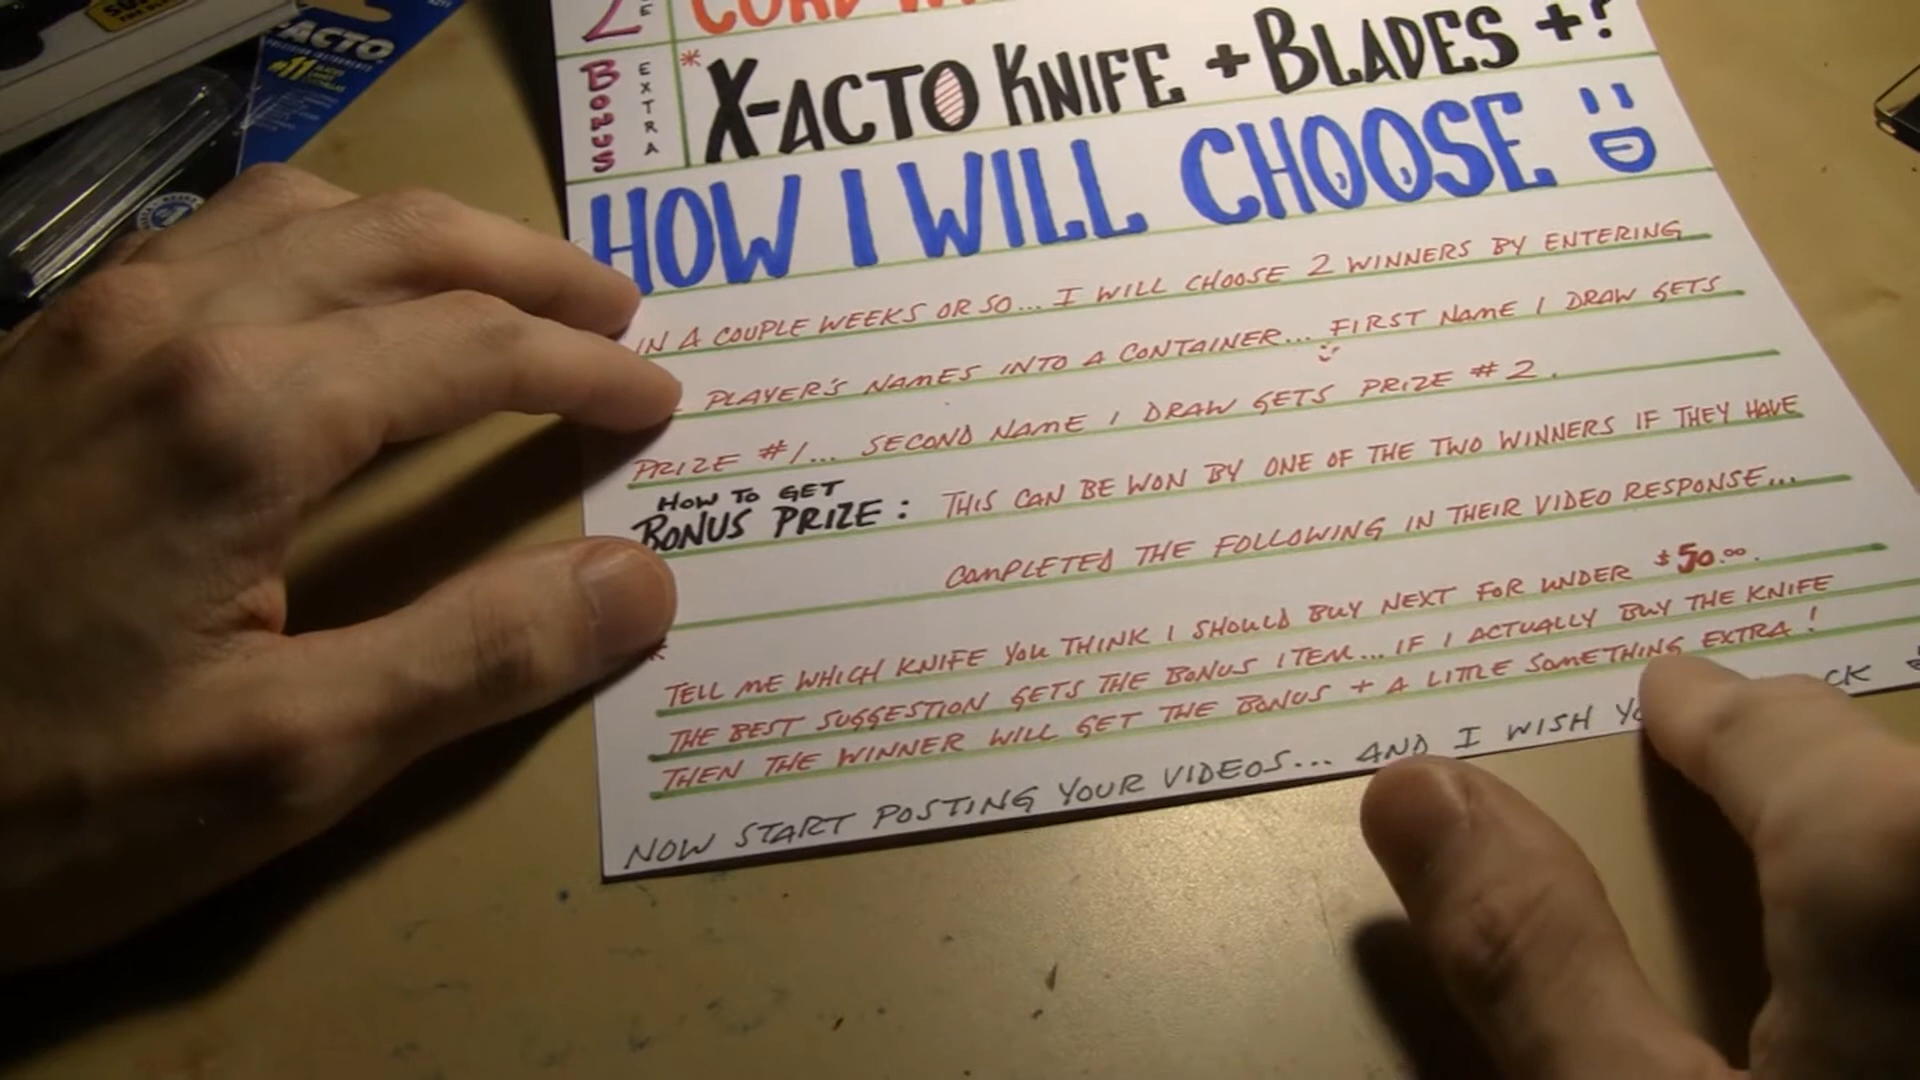 X-ACTO
#11
BONUS EXTRA * X-ACTO KNIFE + BLADES + ?
HOW I WILL CHOOSE
IN A COUPLE WEEKS OR SO... I WILL CHOOSE 2 WINNERS BY ENTERING
PLAYER'S NAMES INTO A CONTAINER... FIRST NAME I DRAW GETS
PRIZE #1... SECOND NAME I DRAW GETS PRIZE #2.
HOW TO GET
BONUS PRIZE: THIS CAN BE WON BY ONE OF THE TWO WINNERS IF THEY HAVE
COMPLETED THE FOLLOWING IN THEIR VIDEO RESPONSE...
* TELL ME WHICH KNIFE YOU THINK I SHOULD BUY NEXT FOR UNDER $50.00.
THE BEST SUGGESTION GETS THE BONUS ITEM... IF I ACTUALLY BUY THE KNIFE
THEN THE WINNER WILL GET THE BONUS + A LITTLE SOMETHING EXTRA!
NOW START POSTING YOUR VIDEOS... AND I WISH